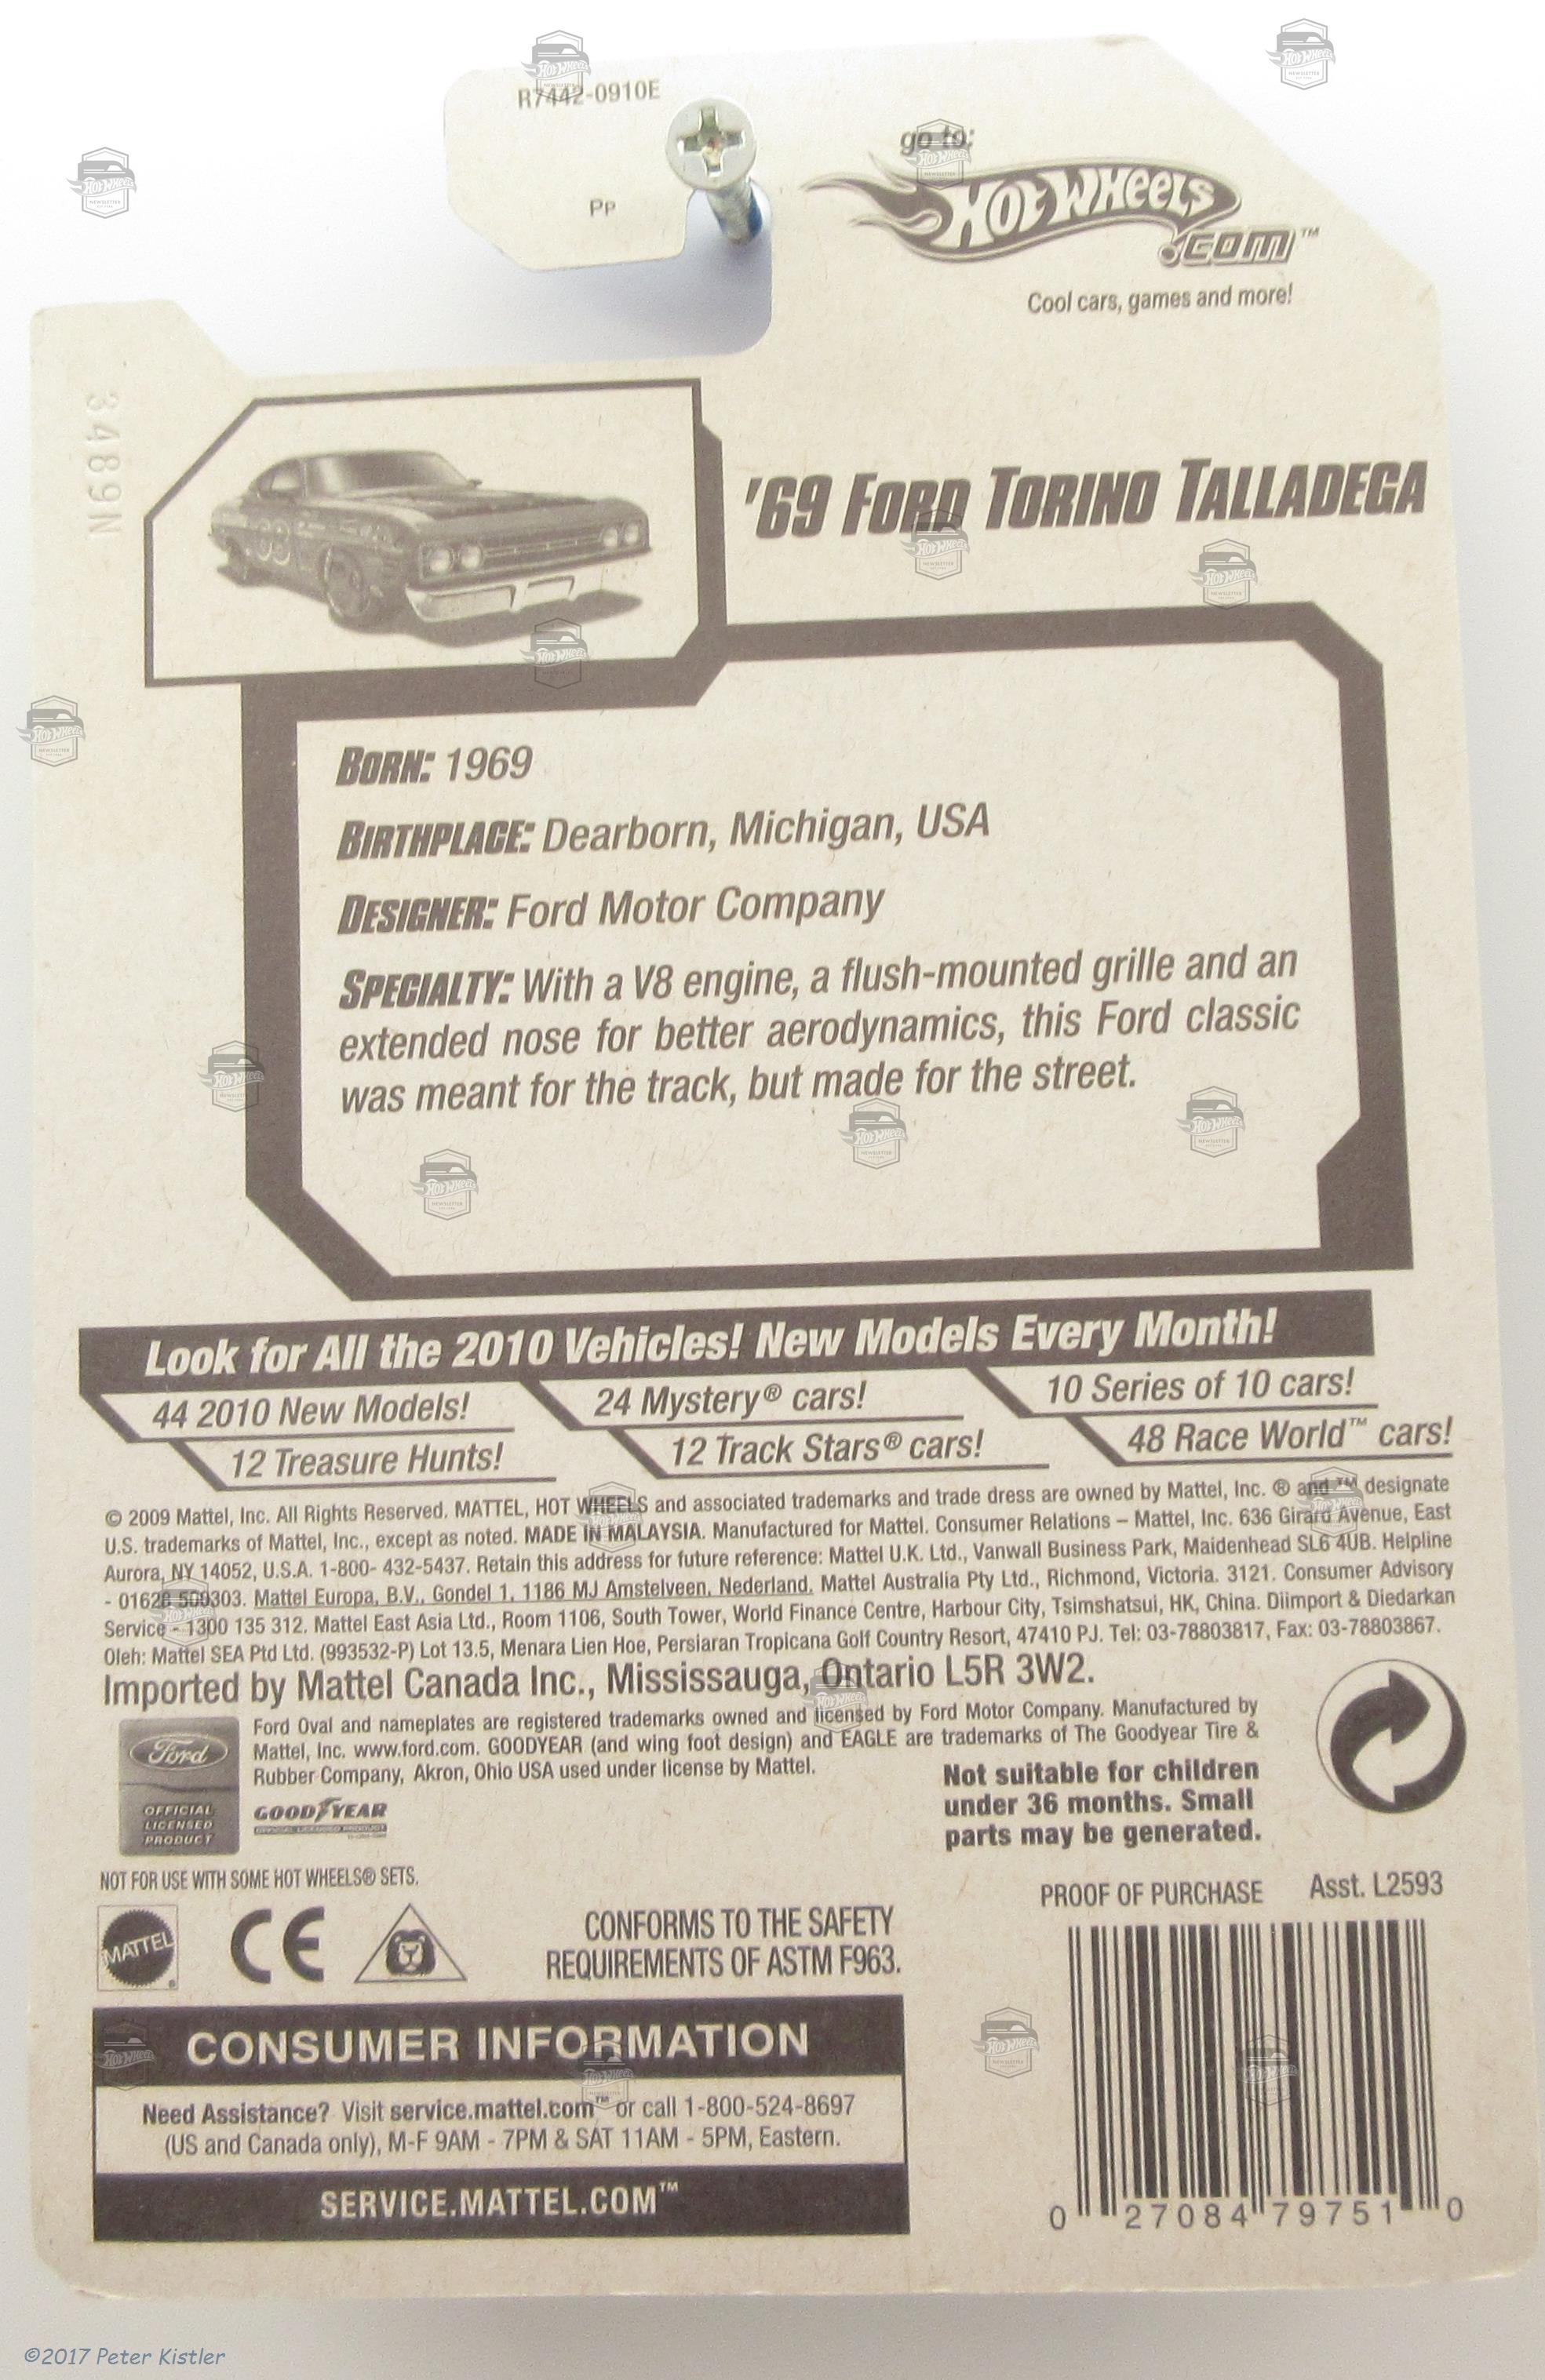 R7442-0910E
Pp
go to:
Hot Wheels
.com™
Cool cars, games and more!
3489N
'69 Ford Torino Talladega
69
Born: 1969
Birthplace: Dearborn, Michigan, USA
Designer: Ford Motor Company
Specialty: With a V8 engine, a flush-mounted grille and an
extended nose for better aerodynamics, this Ford classic
was meant for the track, but made for the street.
Look for All the 2010 Vehicles! New Models Every Month!
44 2010 New Models!
24 Mystery® cars!
10 Series of 10 cars!
12 Treasure Hunts!
12 Track Stars® cars!
48 Race World™ cars!
© 2009 Mattel, Inc. All Rights Reserved. MATTEL, HOT WHEELS and associated trademarks and trade dress are owned by Mattel, Inc. ® and ™ designate
U.S. trademarks of Mattel, Inc., except as noted. MADE IN MALAYSIA. Manufactured for Mattel. Consumer Relations – Mattel, Inc. 636 Girard Avenue, East
Aurora, NY 14052, U.S.A. 1-800- 432-5437. Retain this address for future reference: Mattel U.K. Ltd., Vanwall Business Park, Maidenhead SL6 4UB. Helpline
- 01628 500303. Mattel Europa, B.V., Gondel 1, 1186 MJ Amstelveen, Nederland. Mattel Australia Pty Ltd., Richmond, Victoria. 3121. Consumer Advisory
Service - 1300 135 312. Mattel East Asia Ltd., Room 1106, South Tower, World Finance Centre, Harbour City, Tsimshatsui, HK, China. Diimport & Diedarkan
Oleh: Mattel SEA Ptd Ltd. (993532-P) Lot 13.5, Menara Lien Hoe, Persiaran Tropicana Golf Country Resort, 47410 PJ. Tel: 03-78803817, Fax: 03-78803867.
Imported by Mattel Canada Inc., Mississauga, Ontario L5R 3W2.
Ford
OFFICIAL
LICENSED
PRODUCT
Ford Oval and nameplates are registered trademarks owned and licensed by Ford Motor Company. Manufactured by
Mattel, Inc. www.ford.com. GOODYEAR (and wing foot design) and EAGLE are trademarks of The Goodyear Tire &
Rubber Company, Akron, Ohio USA used under license by Mattel.
GOODYEAR
OFFICIAL LICENSED PRODUCT
Not suitable for children
under 36 months. Small
parts may be generated.
NOT FOR USE WITH SOME HOT WHEELS® SETS.
PROOF OF PURCHASE
Asst. L2593
MATTEL
®
CE
CONFORMS TO THE SAFETY
REQUIREMENTS OF ASTM F963.
CONSUMER INFORMATION
Need Assistance? Visit service.mattel.com™ or call 1-800-524-8697
(US and Canada only), M-F 9AM - 7PM & SAT 11AM - 5PM, Eastern.
SERVICE.MATTEL.COM™
0 27084 79751 0
©2017 Peter Kistler